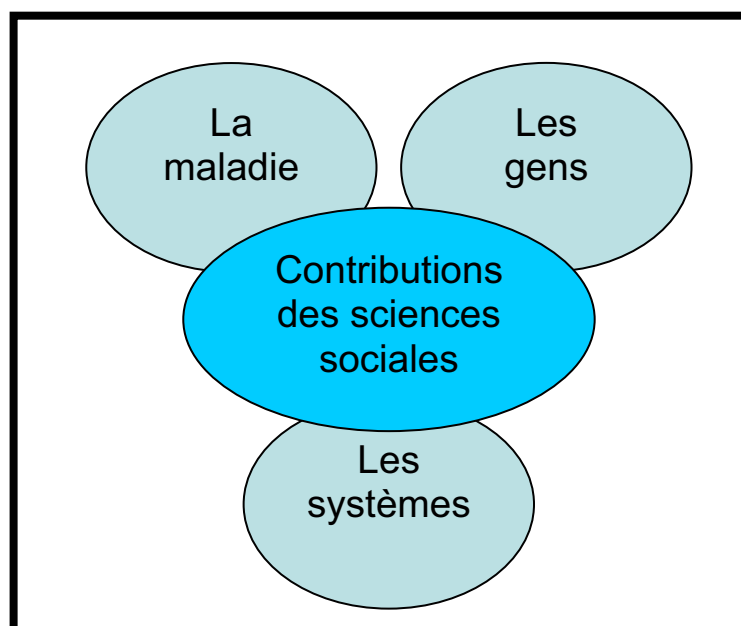 La
maladie
Les
gens
Contributions
des sciences
sociales
Les
systèmes